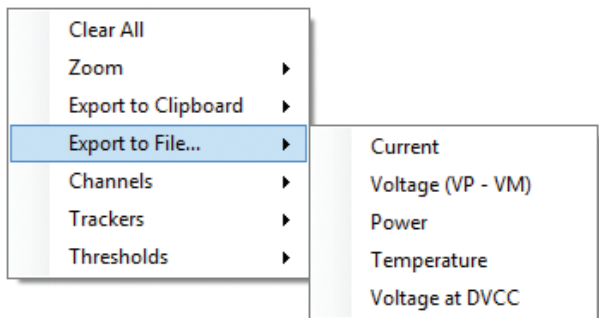 Clear All
Zoom
Export to Clipboard
Export to File...
Channels
Trackers
Thresholds
Current
Voltage (VP - VM)
Power
Temperature
Voltage at DVCC